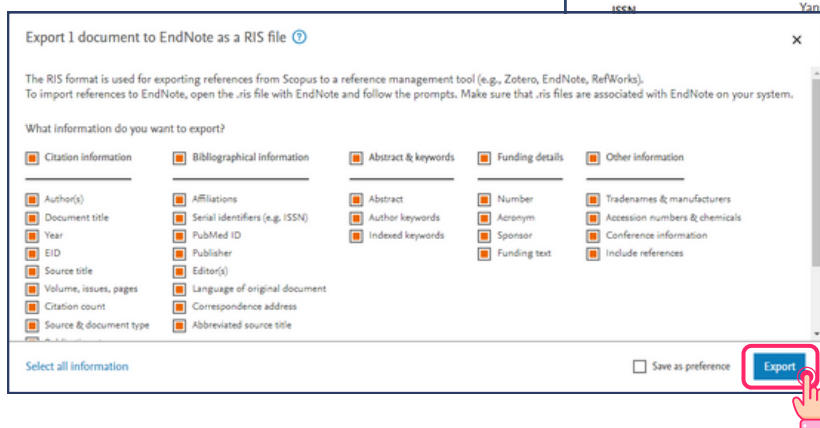 ISSN
Yan
Export 1 document to EndNote as a RIS file ?
×
The RIS format is used for exporting references from Scopus to a reference management tool (e.g., Zotero, EndNote, RefWorks).
To import references to EndNote, open the .ris file with EndNote and follow the prompts. Make sure that .ris files are associated with EndNote on your system.
What information do you want to export?
Citation information
Author(s)
Document title
Year
EID
Source title
Volume, issues, pages
Citation count
Source & document type
Bibliographical information
Affiliations
Serial identifiers (e.g. ISSN)
PubMed ID
Publisher
Editor(s)
Language of original document
Correspondence address
Abbreviated source title
Abstract & keywords
Abstract
Author keywords
Indexed keywords
Funding details
Number
Acronym
Sponsor
Funding text
Other information
Tradenames & manufacturers
Accession numbers & chemicals
Conference information
Include references
Select all information
Save as preference
Export